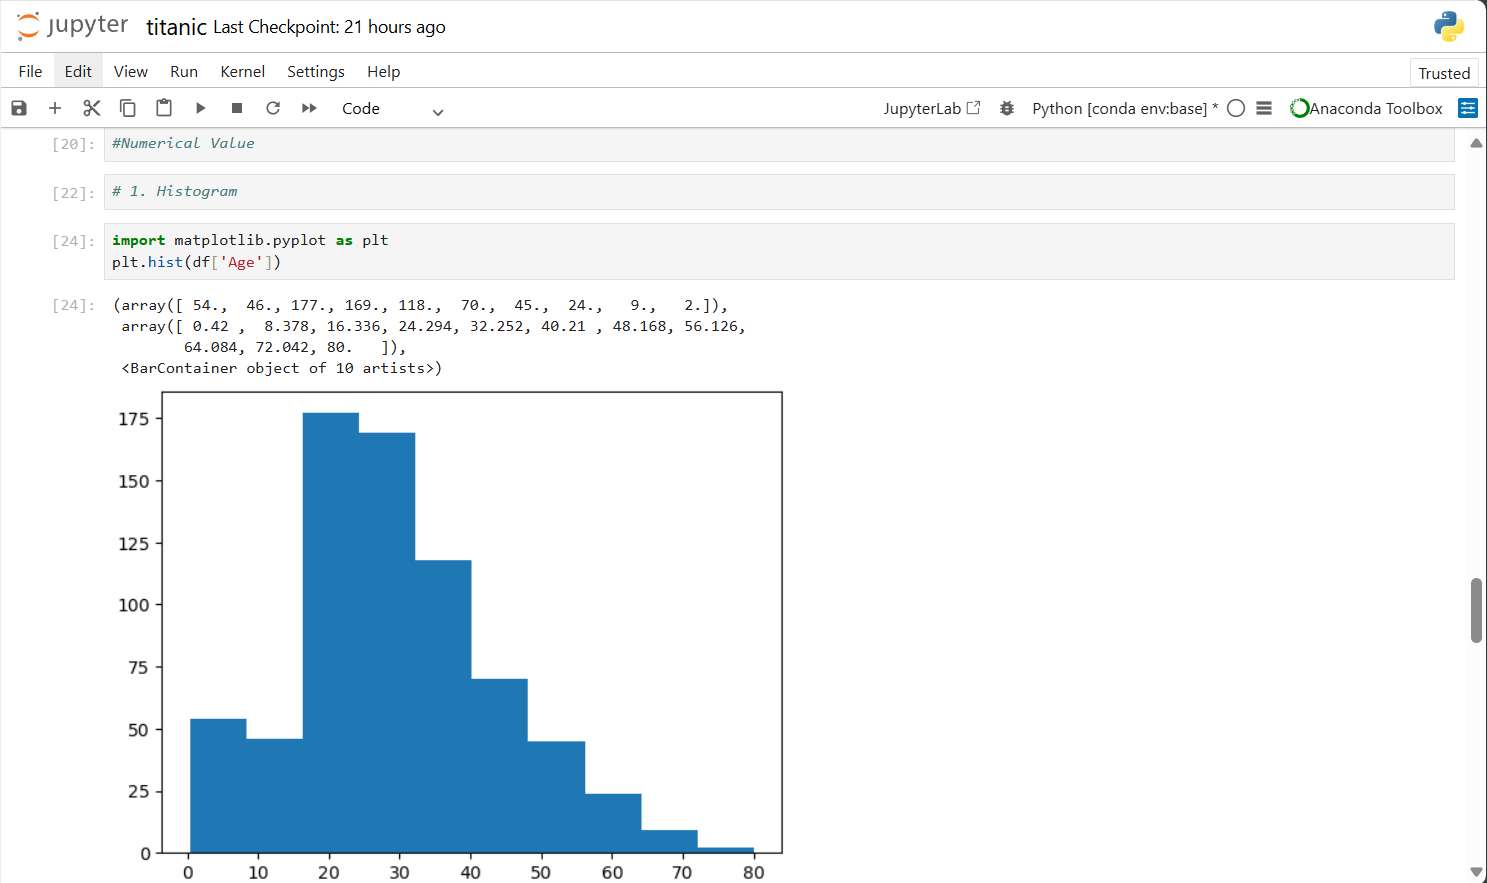 jupyter titanic Last Checkpoint: 21 hours ago
File Edit View Run Kernel Settings Help Trusted
Code JupyterLab Python [conda env:base] * Anaconda Toolbox
[20]: #Numerical Value
[22]: # 1. Histogram
[24]: import matplotlib.pyplot as plt
plt.hist(df['Age'])
[24]: (array([ 54.,  46., 177., 169., 118.,  70.,  45.,  24.,   9.,   2.]),
 array([ 0.42 ,  8.378, 16.336, 24.294, 32.252, 40.21 , 48.168, 56.126,
        64.084, 72.042, 80.   ]),
 <BarContainer object of 10 artists>)
175
150
125
100
75
50
25
0
0 10 20 30 40 50 60 70 80